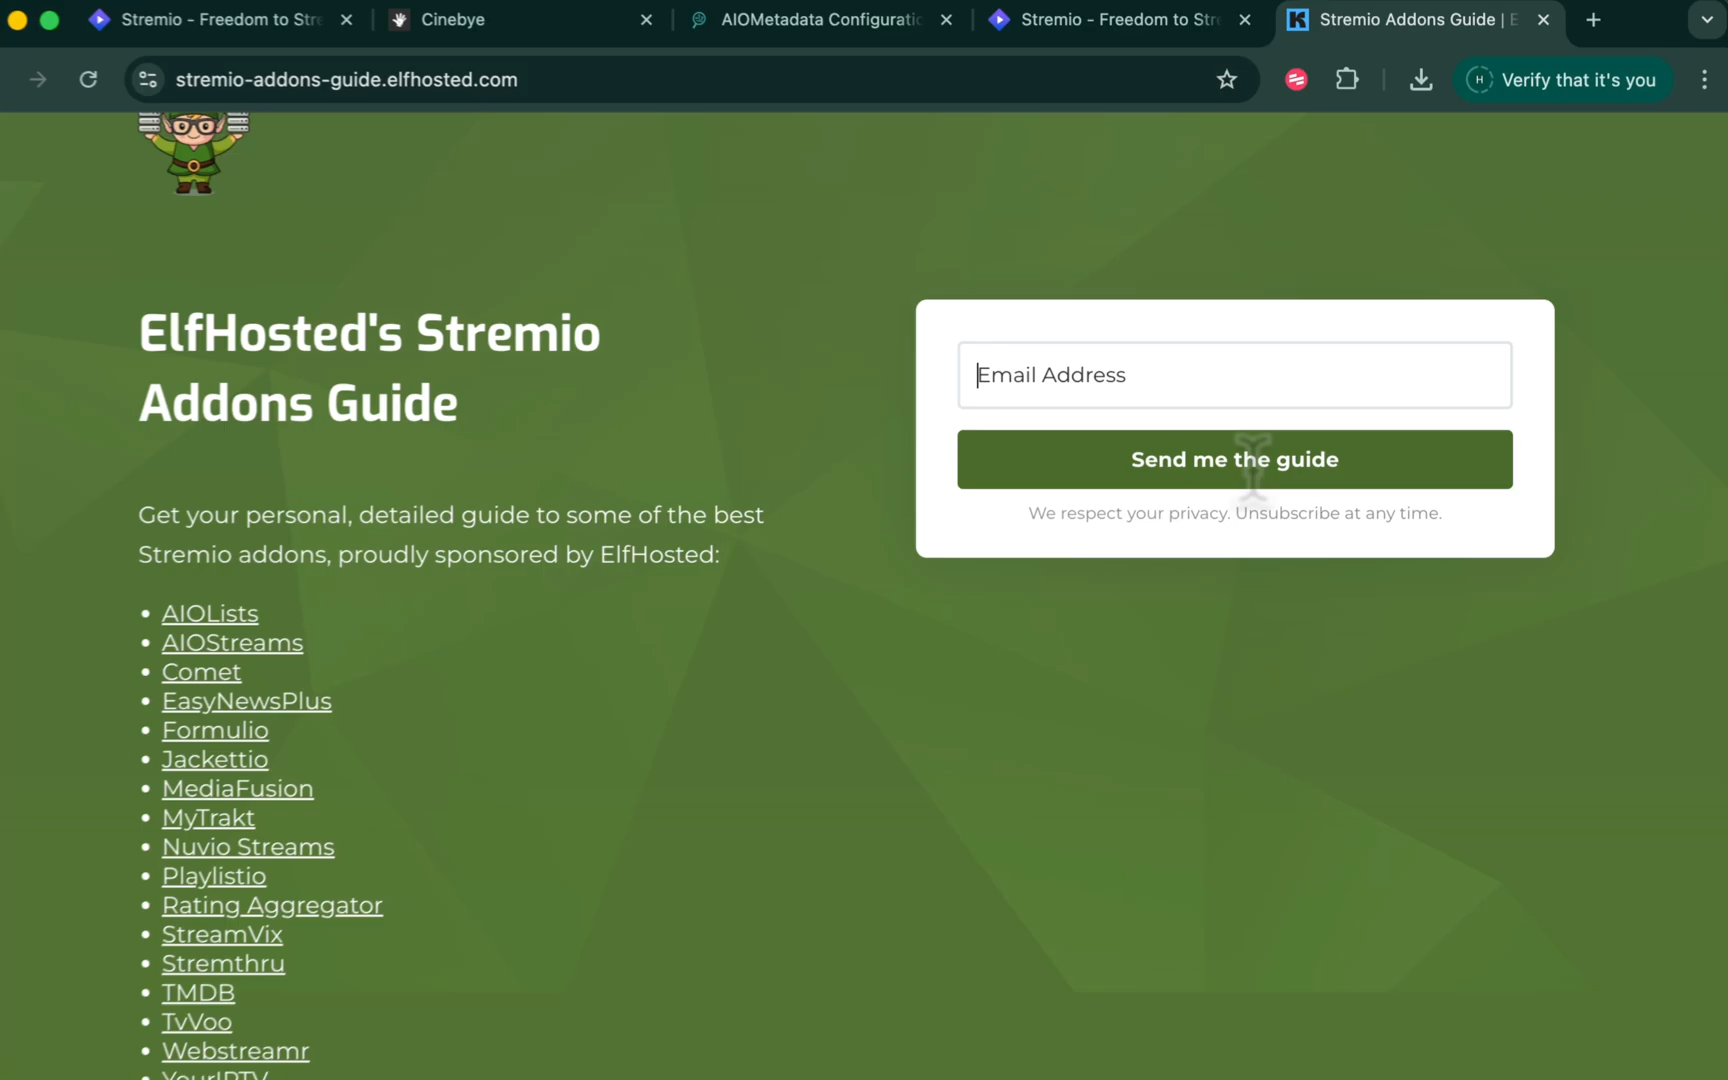 Stremio - Freedom to Stre
Cinebye
AIOMetadata Configuratio
Stremio - Freedom to Stre
Stremio Addons Guide | E
stremio-addons-guide.elfhosted.com
H
Verify that it's you
ElfHosted's Stremio
Addons Guide
Email Address
Send me the guide
We respect your privacy. Unsubscribe at any time.
Get your personal, detailed guide to some of the best
Stremio addons, proudly sponsored by ElfHosted:
• AIOLists
• AIOStreams
• Comet
• EasyNewsPlus
• Formulio
• Jackettio
• MediaFusion
• MyTrakt
• Nuvio Streams
• Playlistio
• Rating Aggregator
• StreamVix
• Stremthru
• TMDB
• TvVoo
• Webstreamr
• YourIPTV